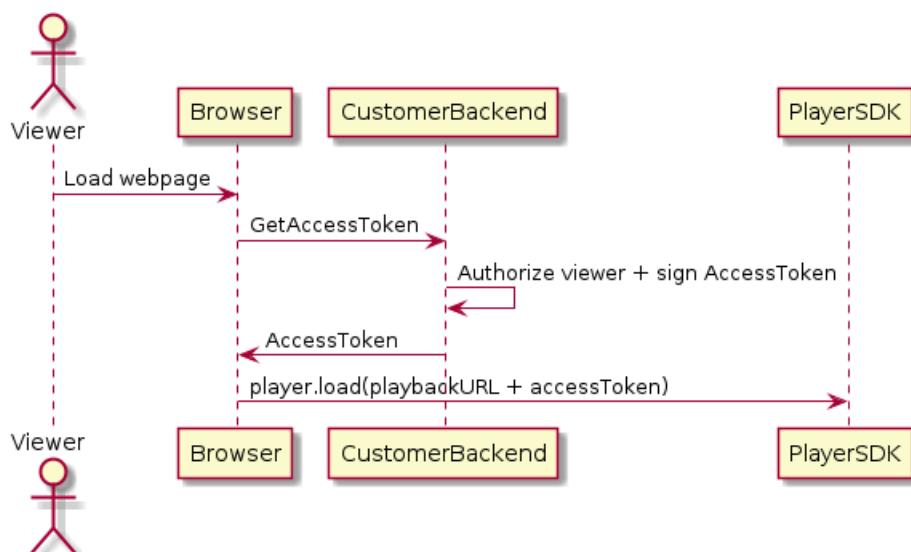 Viewer
Browser
CustomerBackend
PlayerSDK
Load webpage
GetAccessToken
Authorize viewer + sign AccessToken
AccessToken
player.load(playbackURL + accessToken)
Viewer
Browser
CustomerBackend
PlayerSDK